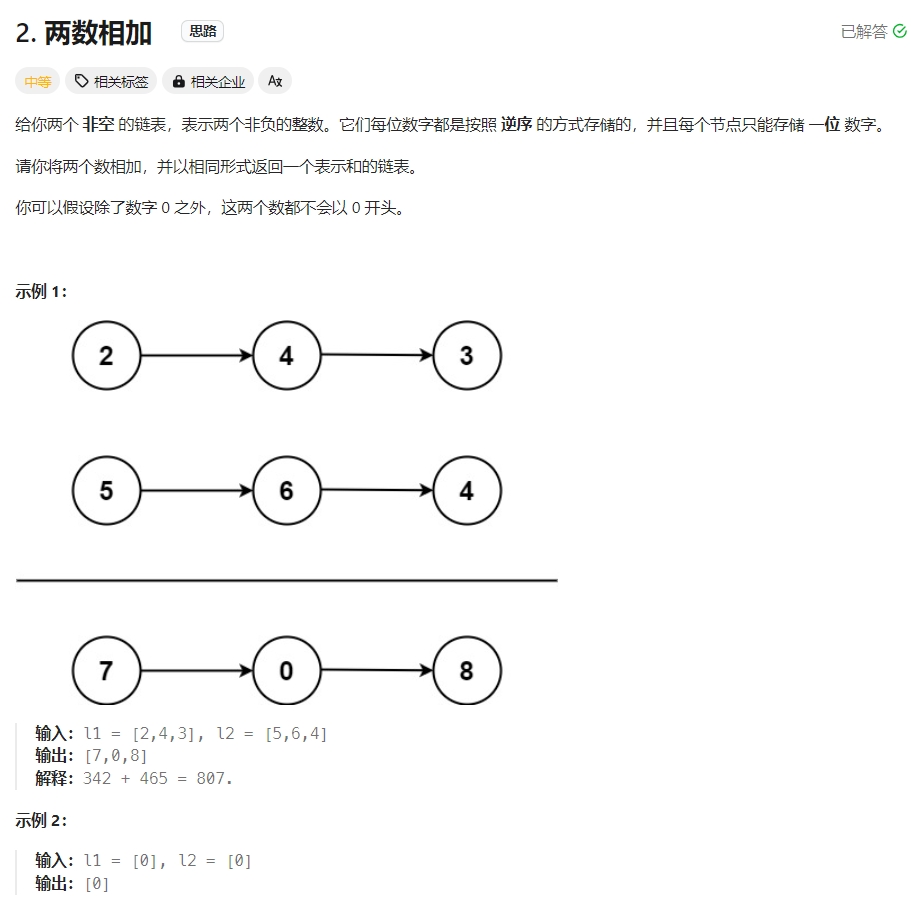 2. 两数相加 思路 已解答
中等 相关标签 相关企业 Az
给你两个 非空 的链表，表示两个非负的整数。它们每位数字都是按照 逆序 的方式存储的，并且每个节点只能存储 一位 数字。
请你将两个数相加，并以相同形式返回一个表示和的链表。
你可以假设除了数字 0 之外，这两个数都不会以 0 开头。
示例 1：
2 4 3
5 6 4
7 0 8
输入：l1 = [2,4,3], l2 = [5,6,4]
输出：[7,0,8]
解释：342 + 465 = 807.
示例 2：
输入：l1 = [0], l2 = [0]
输出：[0]